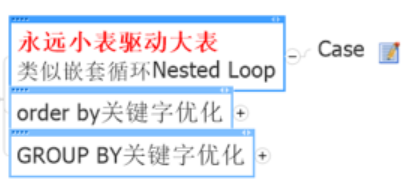 永远小表驱动大表
类似嵌套循环Nested Loop
Case
order by关键字优化
GROUP BY关键字优化